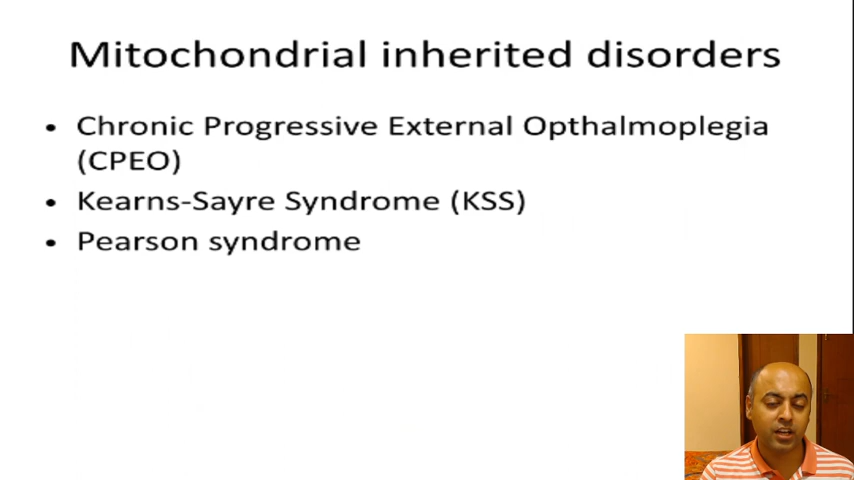 Mitochondrial inherited disorders
• Chronic Progressive External Opthalmoplegia
(CPEO)
• Kearns-Sayre Syndrome (KSS)
• Pearson syndrome